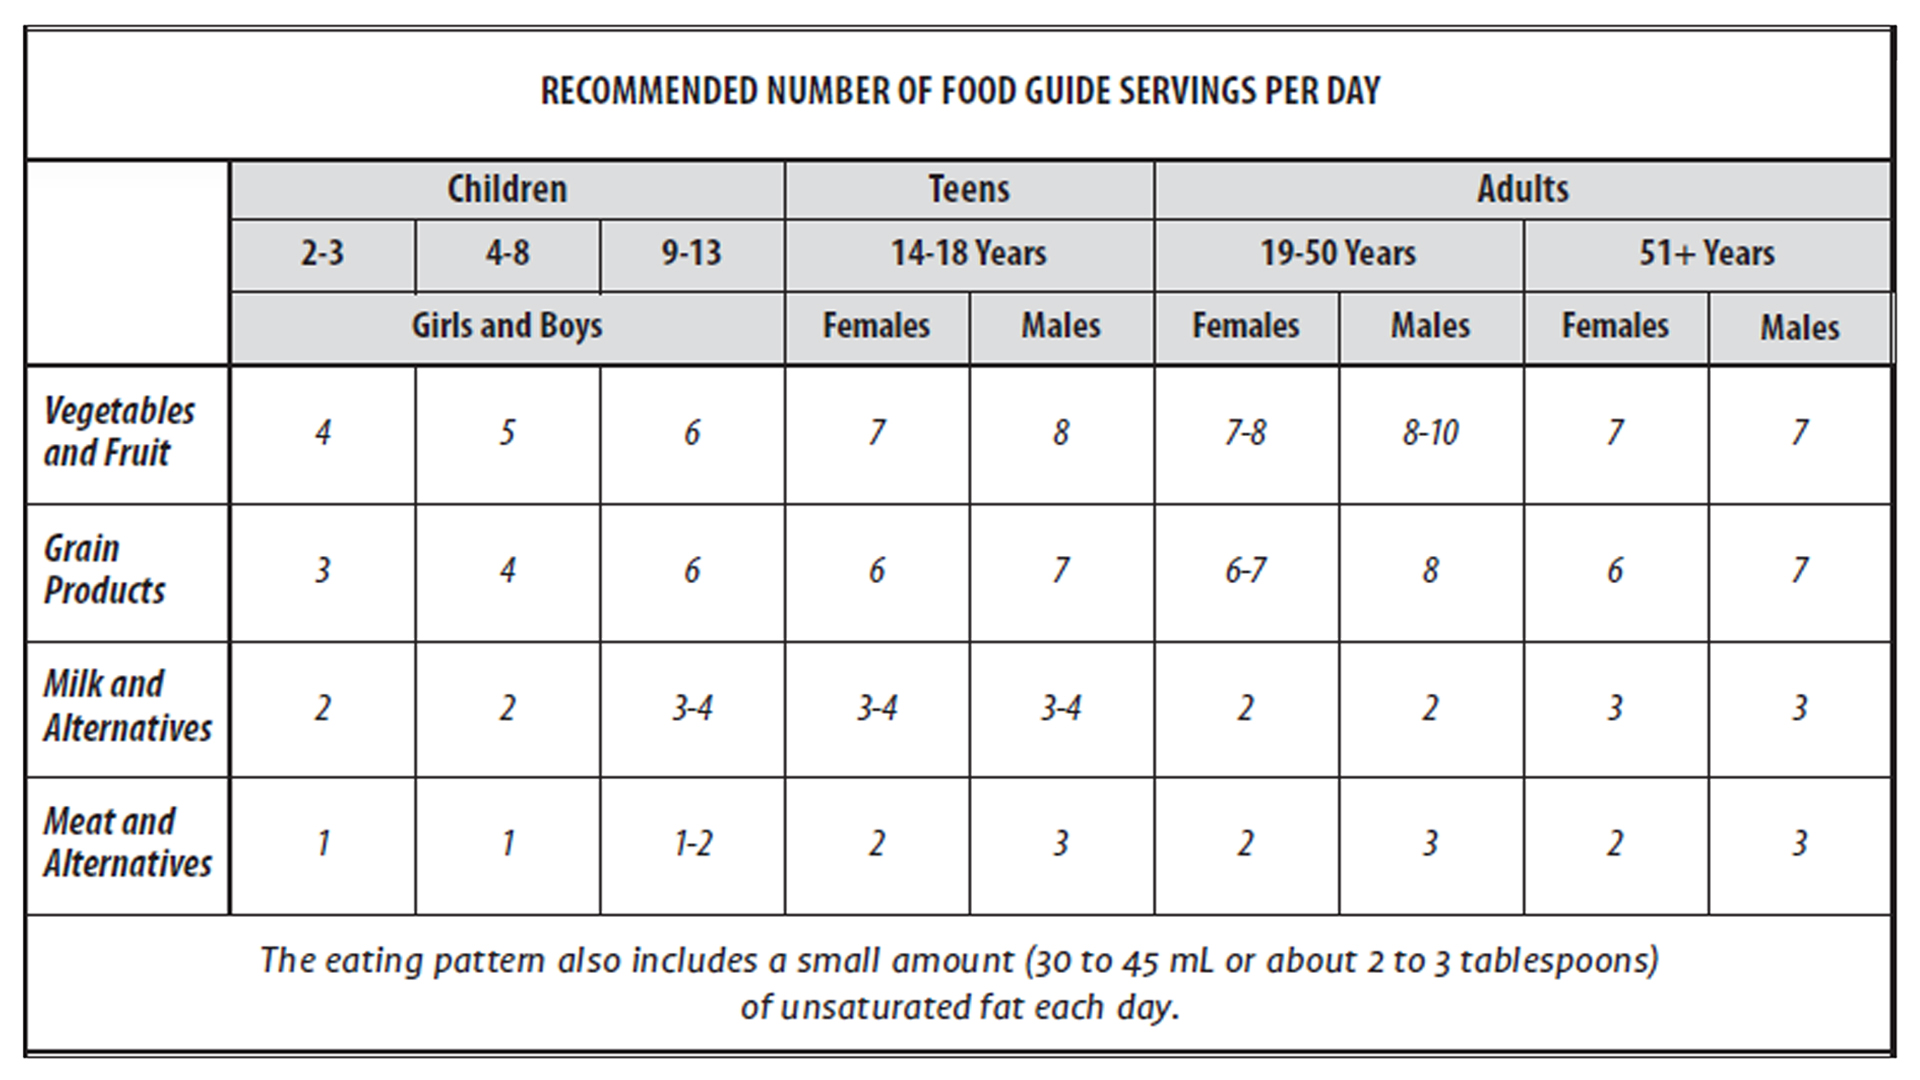 RECOMMENDED NUMBER OF FOOD GUIDE SERVINGS PER DAY
Children Teens Adults
2-3 4-8 9-13 14-18 Years 19-50 Years 51+ Years
Girls and Boys Females Males Females Males Females Males
Vegetables and Fruit 4 5 6 7 8 7-8 8-10 7 7
Grain Products 3 4 6 6 7 6-7 8 6 7
Milk and Alternatives 2 2 3-4 3-4 3-4 2 2 3 3
Meat and Alternatives 1 1 1-2 2 3 2 3 2 3
The eating pattern also includes a small amount (30 to 45 mL or about 2 to 3 tablespoons)
of unsaturated fat each day.